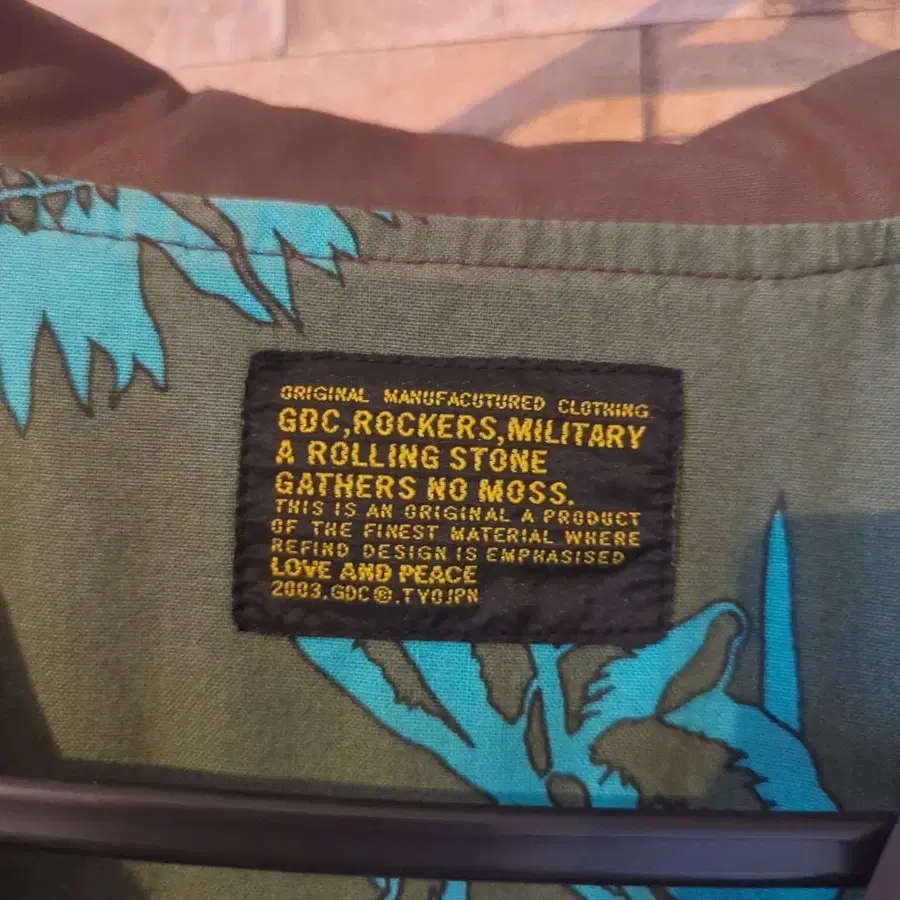 ORIGINAL MANUFACUTURED CLOTHING.
GDC,ROCKERS,MILITARY
A ROLLING STONE
GATHERS NO MOSS.
THIS IS AN ORIGINAL A PRODUCT
OF THE FINEST MATERIAL WHERE
REFIND DESIGN IS EMPHASISED
LOVE AND PEACE
2003.GDC®.TYOJPN